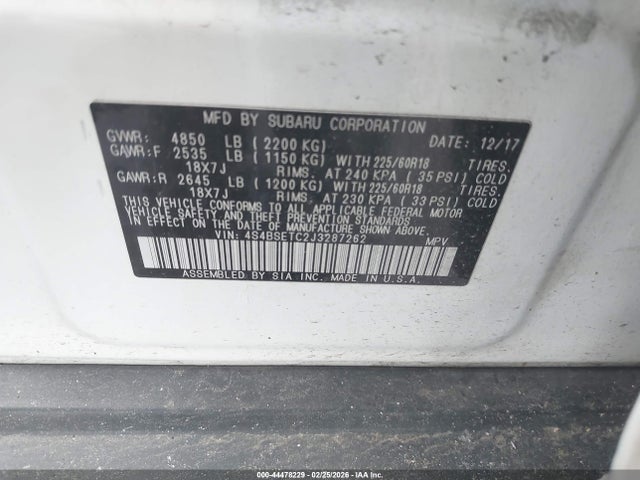 MFD BY SUBARU CORPORATION
GVWR: 4850 LB (2200 KG) DATE: 12/17
GAWR:F 2535 LB (1150 KG) WITH 225/60R18 TIRES.
18X7J RIMS. AT 240 KPA (35 PSI) COLD
GAWR:R 2645 LB (1200 KG) WITH 225/60R18 TIRES.
18X7J RIMS. AT 230 KPA (33 PSI) COLD
THIS VEHICLE CONFORMS TO ALL APPLICABLE FEDERAL MOTOR
VEHICLE SAFETY AND THEFT PREVENTION STANDARDS
IN EFFECT ON THE DATE OF MANUFACTURE SHOWN ABOVE.
VIN: 4S4BSETC2J3287262 MPV
ASSEMBLED BY SIA INC. MADE IN U.S.A.
000-44478229 - 02/25/2026 - IAA Inc.